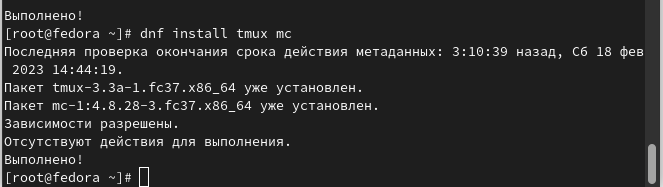 Выполнено!
[root@fedora ~]# dnf install tmux mc
Последняя проверка окончания срока действия метаданных: 3:10:39 назад, Сб 18 фев
 2023 14:44:19.
Пакет tmux-3.3a-1.fc37.x86_64 уже установлен.
Пакет mc-1:4.8.28-3.fc37.x86_64 уже установлен.
Зависимости разрешены.
Отсутствуют действия для выполнения.
Выполнено!
[root@fedora ~]#